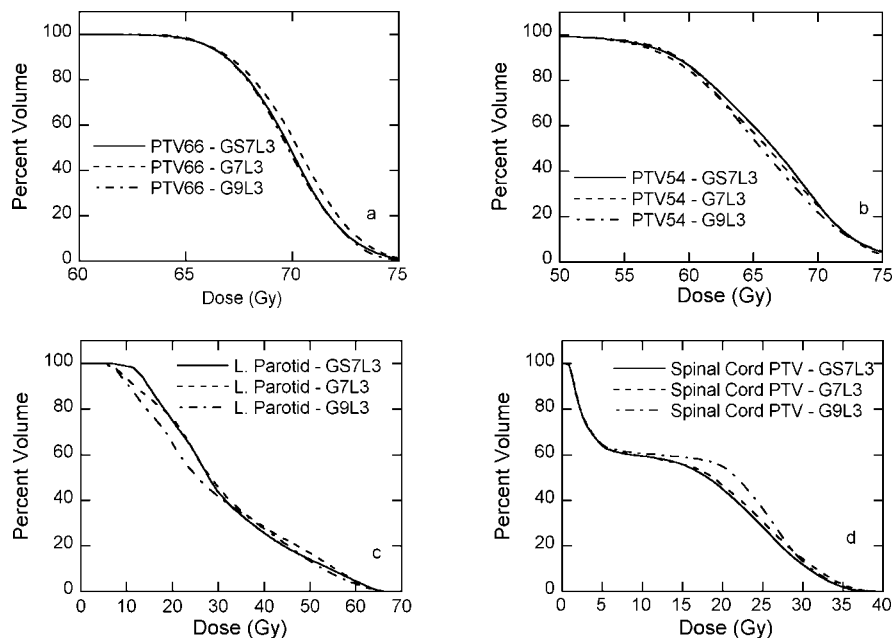 Percent Volume
100
80
60
40
20
0
PTV66 - GS7L3
PTV66 - G7L3
PTV66 - G9L3
a
60 65 70 75
Dose (Gy)
Percent Volume
100
80
60
40
20
0
PTV54 - GS7L3
PTV54 - G7L3
PTV54 - G9L3
b
50 55 60 65 70 75
Dose (Gy)
Percent Volume
100
80
60
40
20
0
L. Parotid - GS7L3
L. Parotid - G7L3
L. Parotid - G9L3
c
0 10 20 30 40 50 60 70
Dose (Gy)
Percent Volume
100
80
60
40
20
0
Spinal Cord PTV - GS7L3
Spinal Cord PTV - G7L3
Spinal Cord PTV - G9L3
d
0 5 10 15 20 25 30 35 40
Dose (Gy)